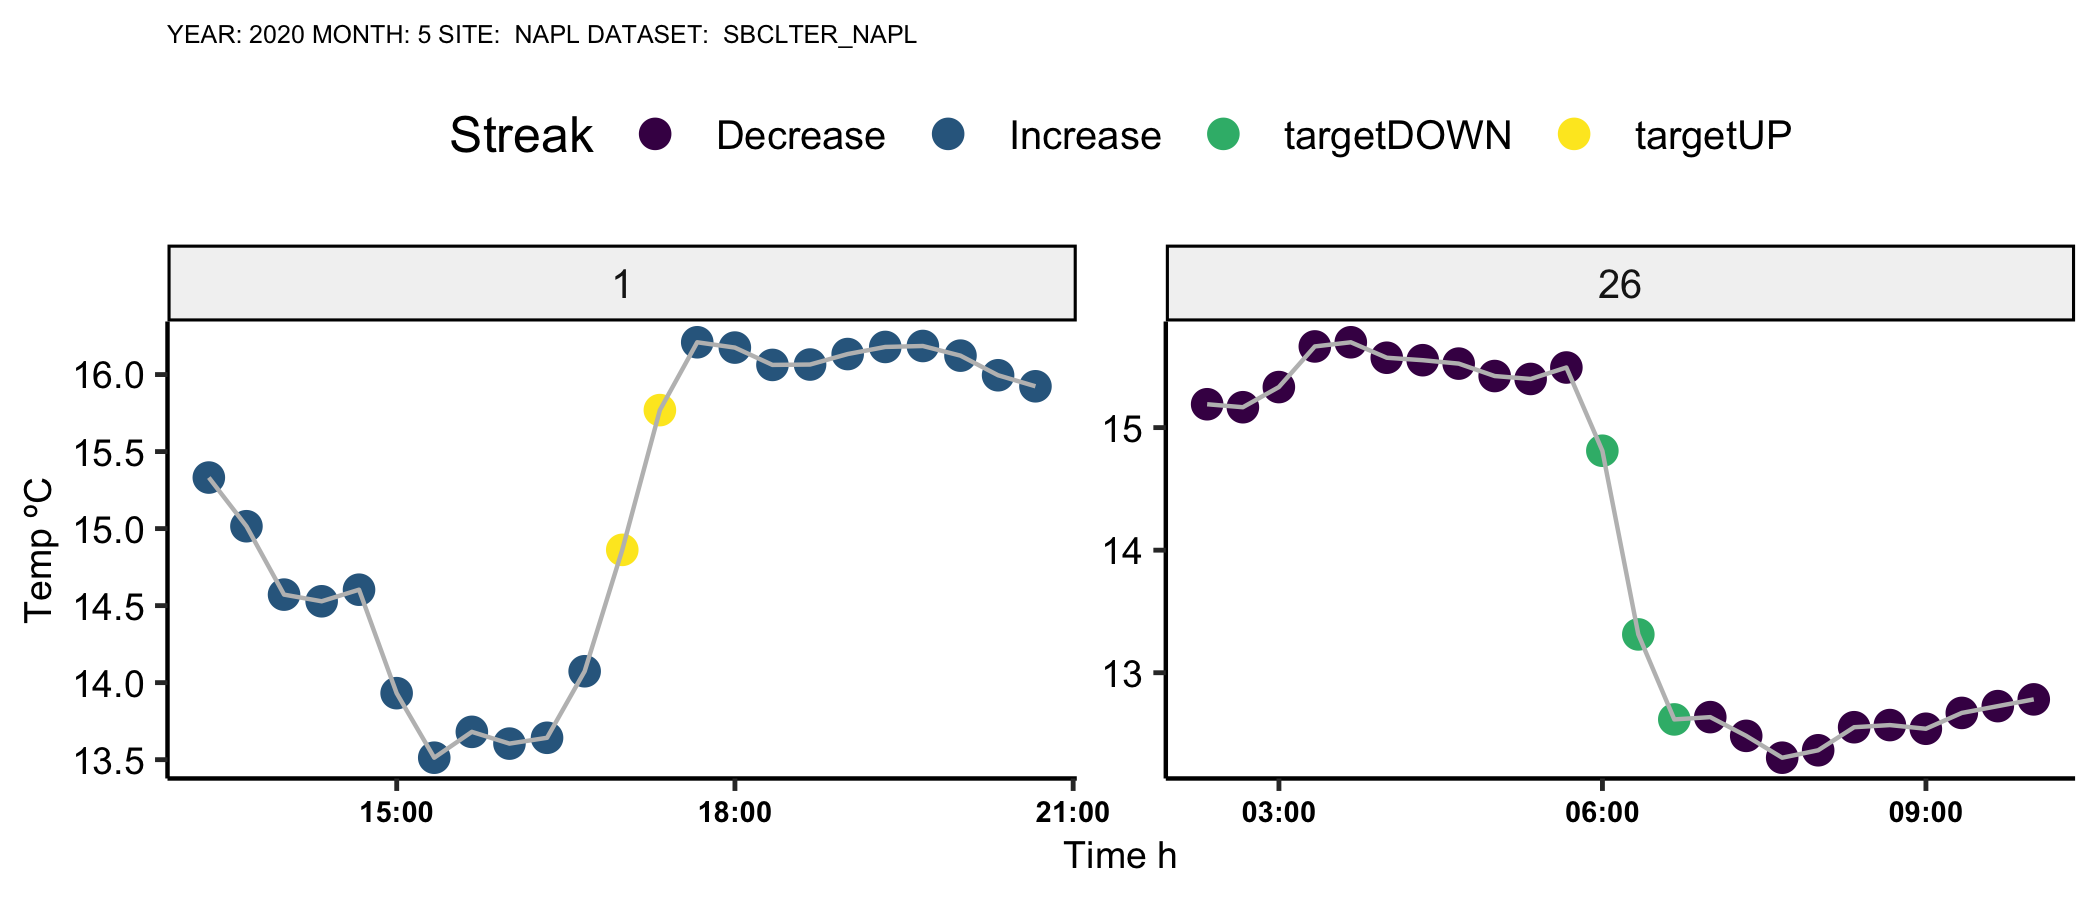 YEAR: 2020 MONTH: 5 SITE:  NAPL DATASET:  SBCLTER_NAPL
Streak Decrease Increase targetDOWN targetUP
1
26
Temp ºC
16.0
15.5
15.0
14.5
14.0
13.5
15
14
13
15:00 18:00 21:00
03:00 06:00 09:00
Time h